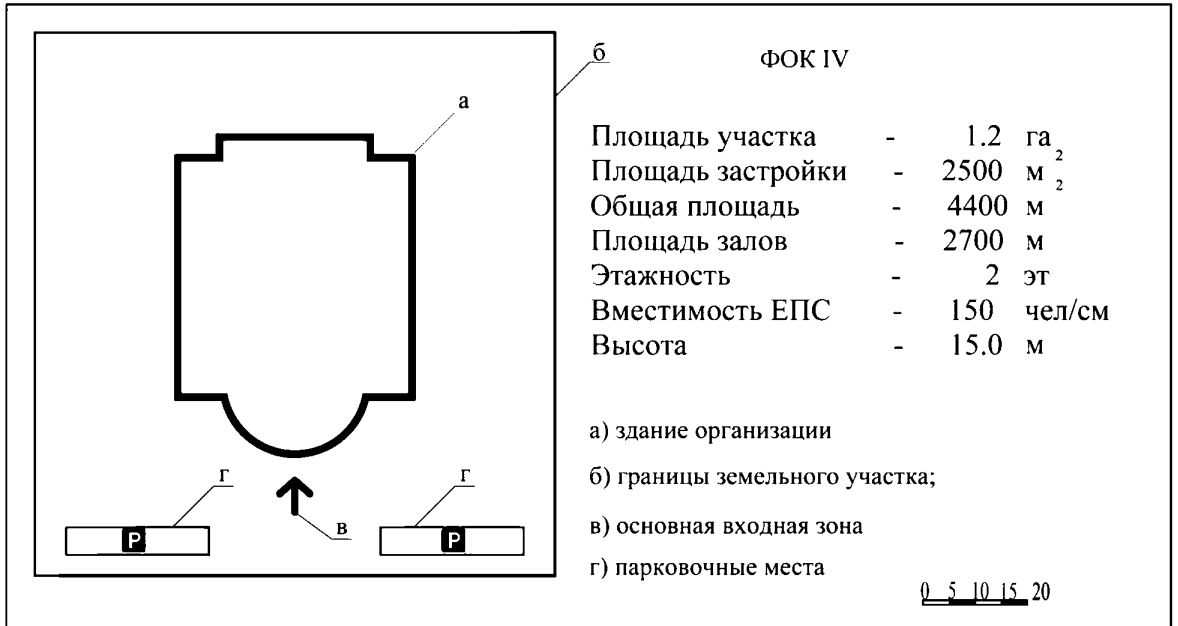 ФОК IV
Площадь участка - 1.2 га
Площадь застройки - 2500 м 2
Общая площадь - 4400 м 2
Площадь залов - 2700 м
Этажность - 2 эт
Вместимость ЕПС - 150 чел/см
Высота - 15.0 м
а) здание организации
б) границы земельного участка;
в) основная входная зона
г) парковочные места
0 5 10 15 20
б
а
г
г
в
P
P